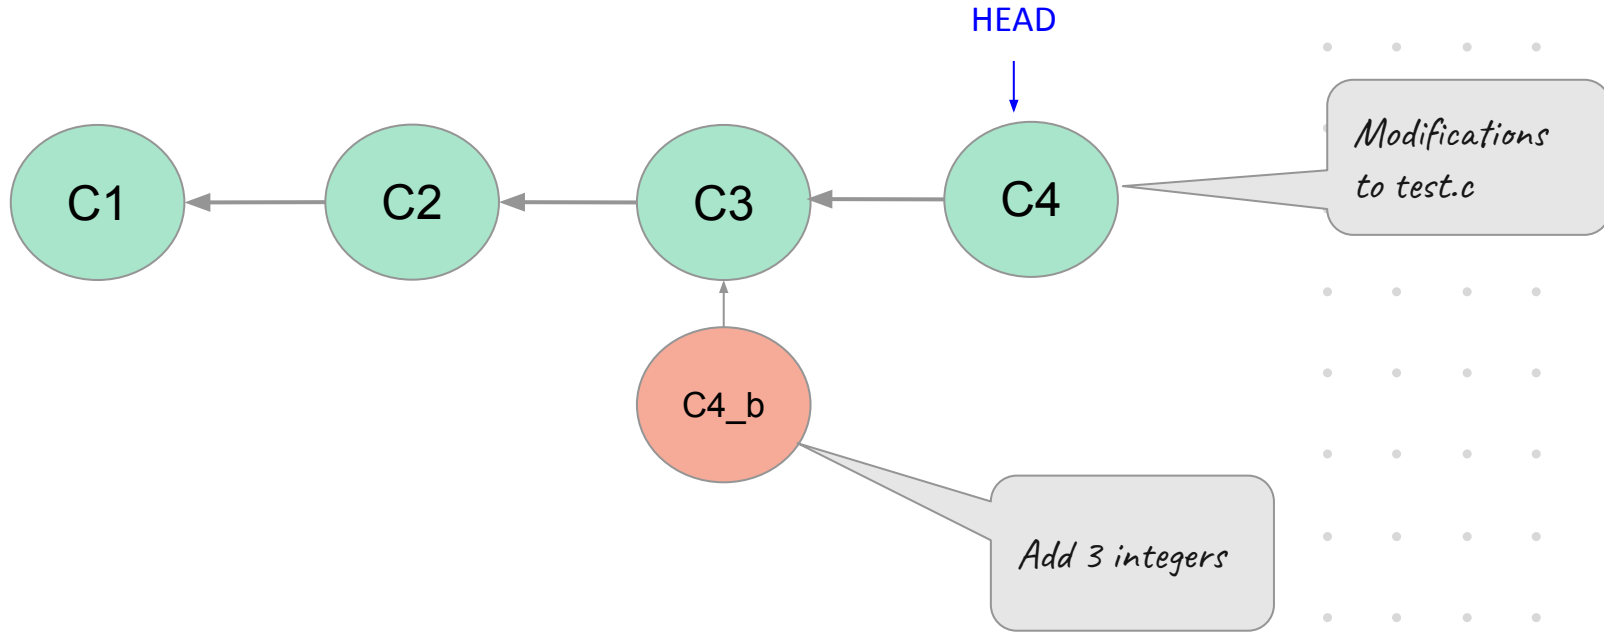 HEAD
C1
C2
C3
C4
Modifications
to test.c
C4_b
Add 3 integers